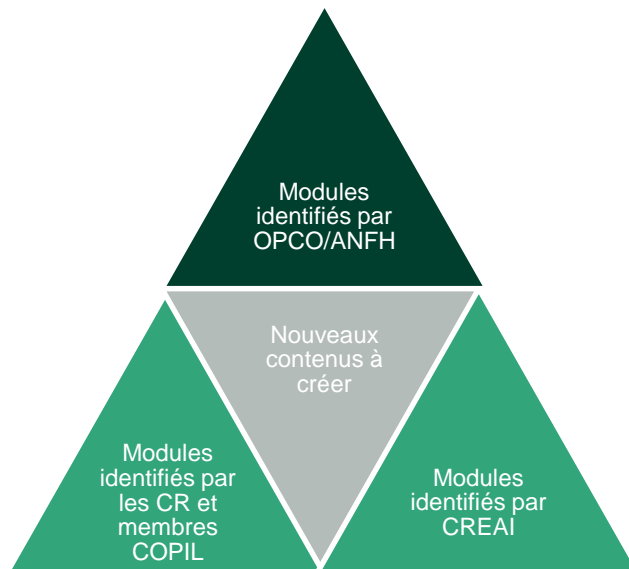 Modules
identifiés par
OPCO/ANFH
Nouveaux
contenus à
créer
Modules
identifiés par
les CR et
membres
COPIL
Modules
identifiés par
CREAI